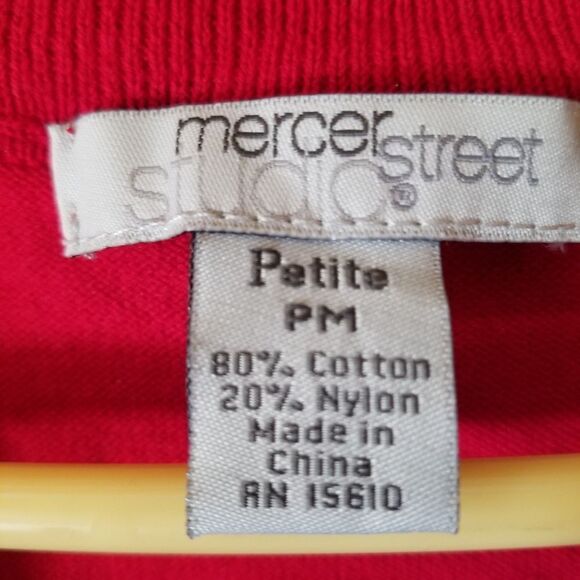 mercer street
studio®
Petite
PM
80% Cotton
20% Nylon
Made in
China
RN 15610